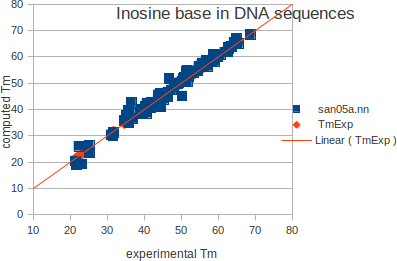 Inosine base in DNA sequences
computed Tm
80
70
60
50
40
30
20
10
0
10 20 30 40 50 60 70 80
experimental Tm
san05a.nn
TmExp
Linear ( TmExp )